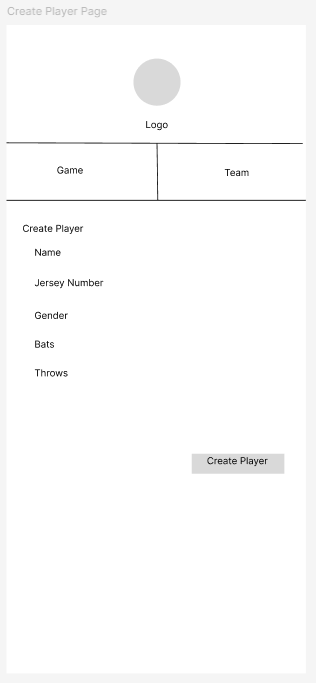 Create Player Page
Logo
Game
Team
Create Player
Name
Jersey Number
Gender
Bats
Throws
Create Player